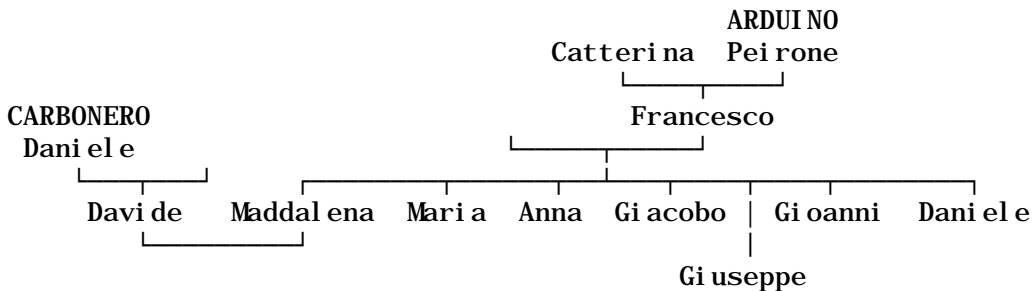 ARDUINO
Catterina Peirone
CARBONERO Francesco
Daniele
Davide Maddalena Maria Anna Giacobo Gioanni Daniele
Giuseppe